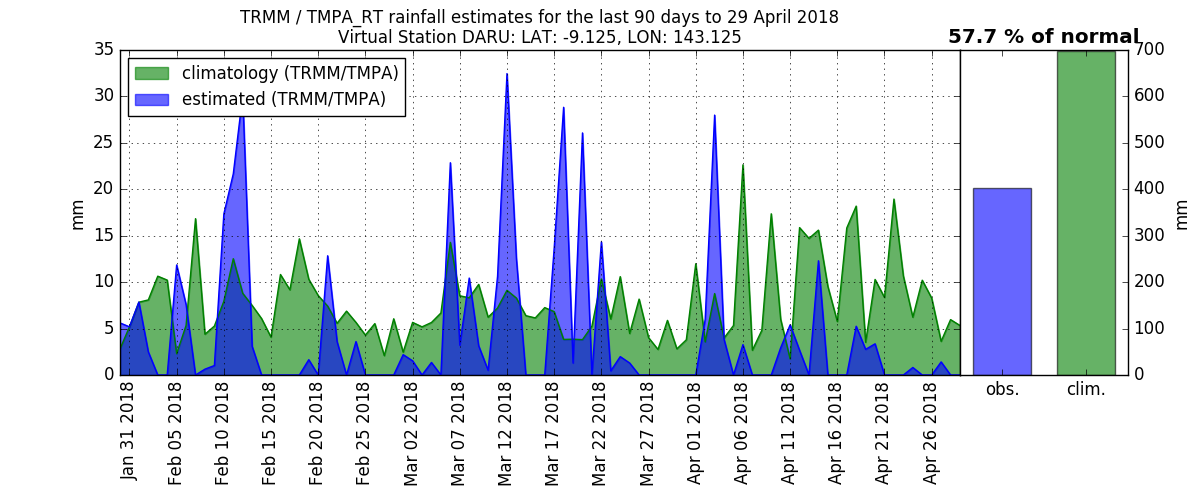 TRMM / TMPA_RT rainfall estimates for the last 90 days to 29 April 2018
Virtual Station DARU: LAT: -9.125, LON: 143.125
57.7 % of normal
climatology (TRMM/TMPA)
estimated (TRMM/TMPA)
35
30
25
20
15
10
5
0
mm
Jan 31 2018
Feb 05 2018
Feb 10 2018
Feb 15 2018
Feb 20 2018
Feb 25 2018
Mar 02 2018
Mar 07 2018
Mar 12 2018
Mar 17 2018
Mar 22 2018
Mar 27 2018
Apr 01 2018
Apr 06 2018
Apr 11 2018
Apr 16 2018
Apr 21 2018
Apr 26 2018
obs.
clim.
700
600
500
400
300
200
100
0
mm